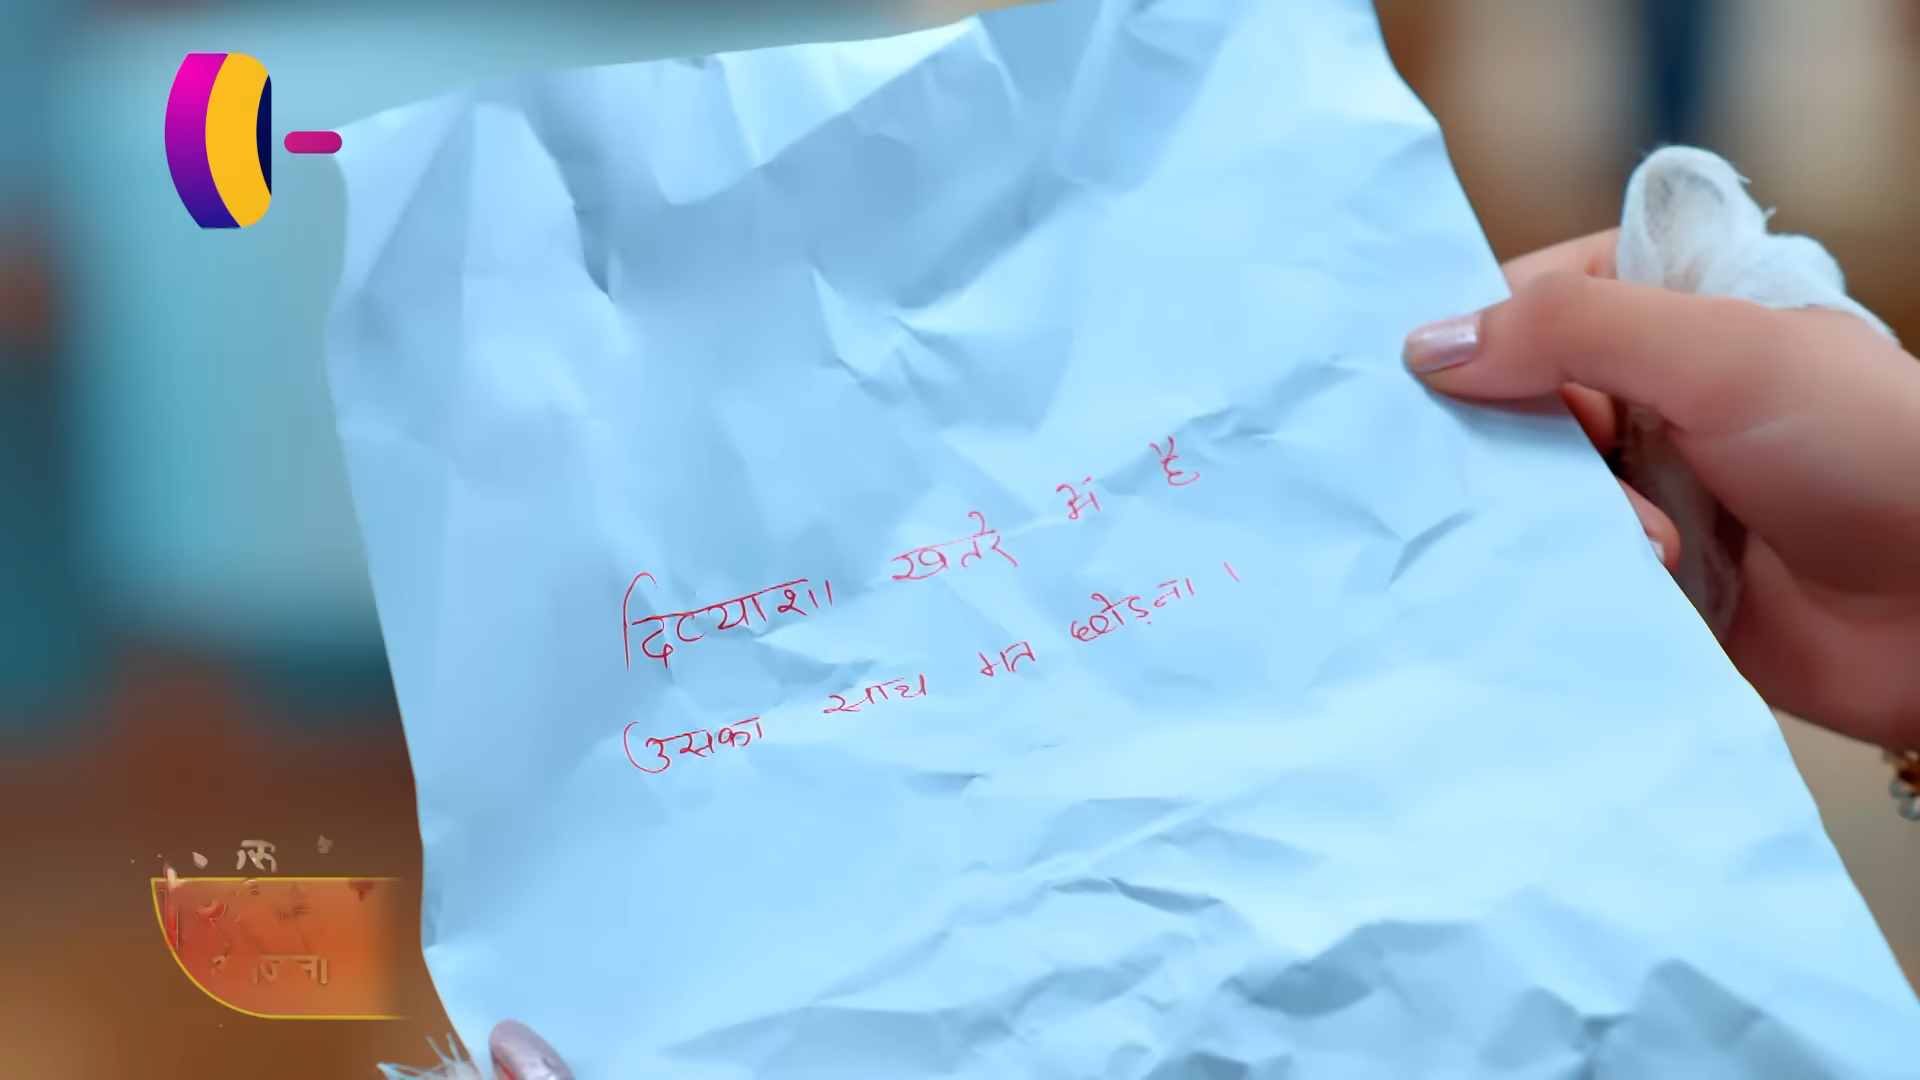 दिव्याशा खतरे में है
उसका साथ मत छोड़ना ।